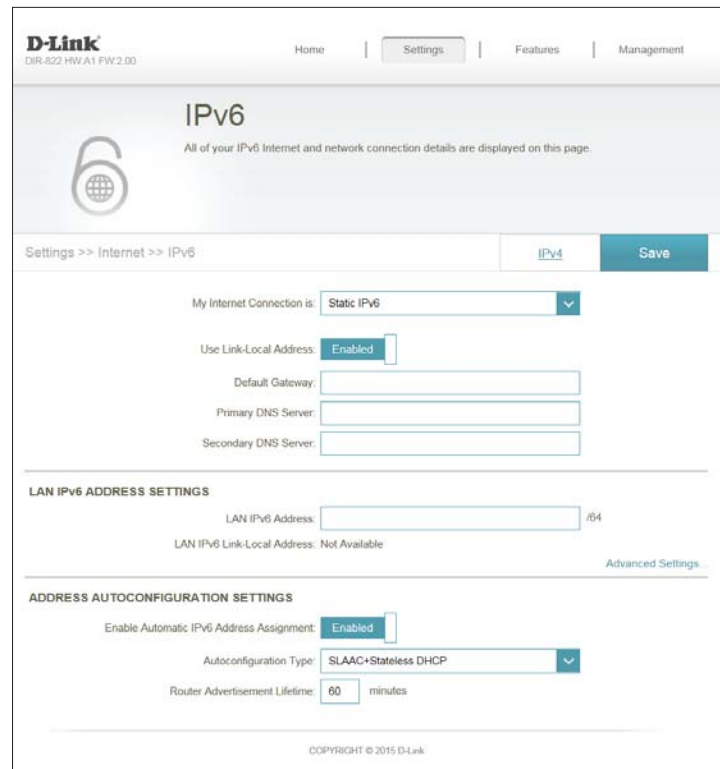 D-Link
DIR-822 HW:A1 FW:2.00
Home | Settings | Features | Management
IPv6
All of your IPv6 Internet and network connection details are displayed on this page.
Settings >> Internet >> IPv6
IPv4
Save
My Internet Connection is: Static IPv6
Use Link-Local Address: Enabled
Default Gateway:
Primary DNS Server:
Secondary DNS Server:
LAN IPv6 ADDRESS SETTINGS
LAN IPv6 Address: /64
LAN IPv6 Link-Local Address: Not Available
Advanced Settings...
ADDRESS AUTOCONFIGURATION SETTINGS
Enable Automatic IPv6 Address Assignment: Enabled
Autoconfiguration Type: SLAAC+Stateless DHCP
Router Advertisement Lifetime: 60 minutes
COPYRIGHT © 2015 D-Link